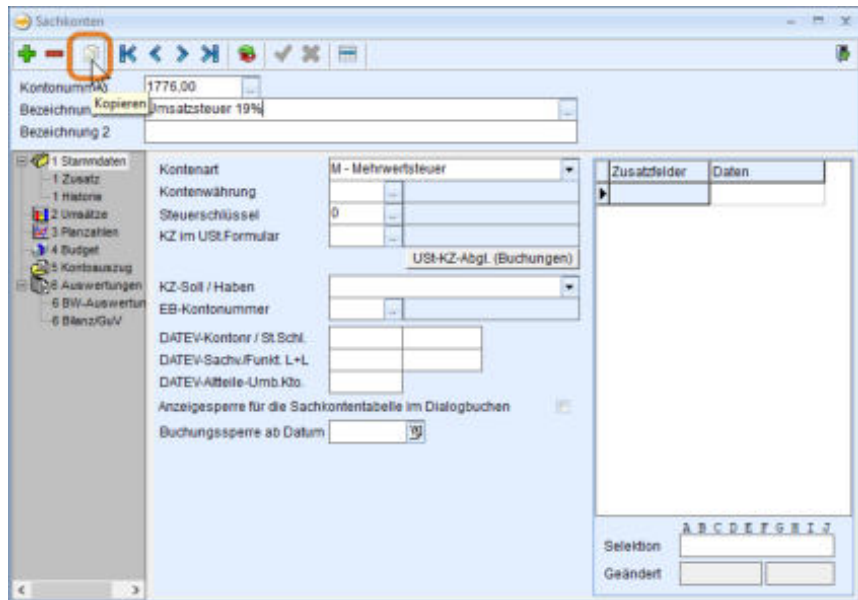 Sachkonten
Kontonummer 1776,00
Kopieren
Bezeichnung Umsatzsteuer 19%
Bezeichnung 2
1 Stammdaten
1 Zusatz
1 Historie
2 Umsätze
3 Planzahlen
4 Budget
5 Kontoauszug
6 Auswertungen
6 BW-Auswertun
6 Bilanz/GuV
Kontenart M - Mehrwertsteuer
Kontenwährung
Steuerschlüssel 0
KZ im USt.Formular
USt-KZ-Abgl. (Buchungen)
KZ-Soll / Haben
EB-Kontonummer
DATEV-Kontonr / St.Schl.
DATEV-Sachv./Funkt. L+L
DATEV-Altteile-Umb.Kto.
Anzeigesperre für die Sachkontentabelle im Dialogbuchen
Buchungssperre ab Datum
Zusatzfelder Daten
A B C D E F G H I J
Selektion
Geändert